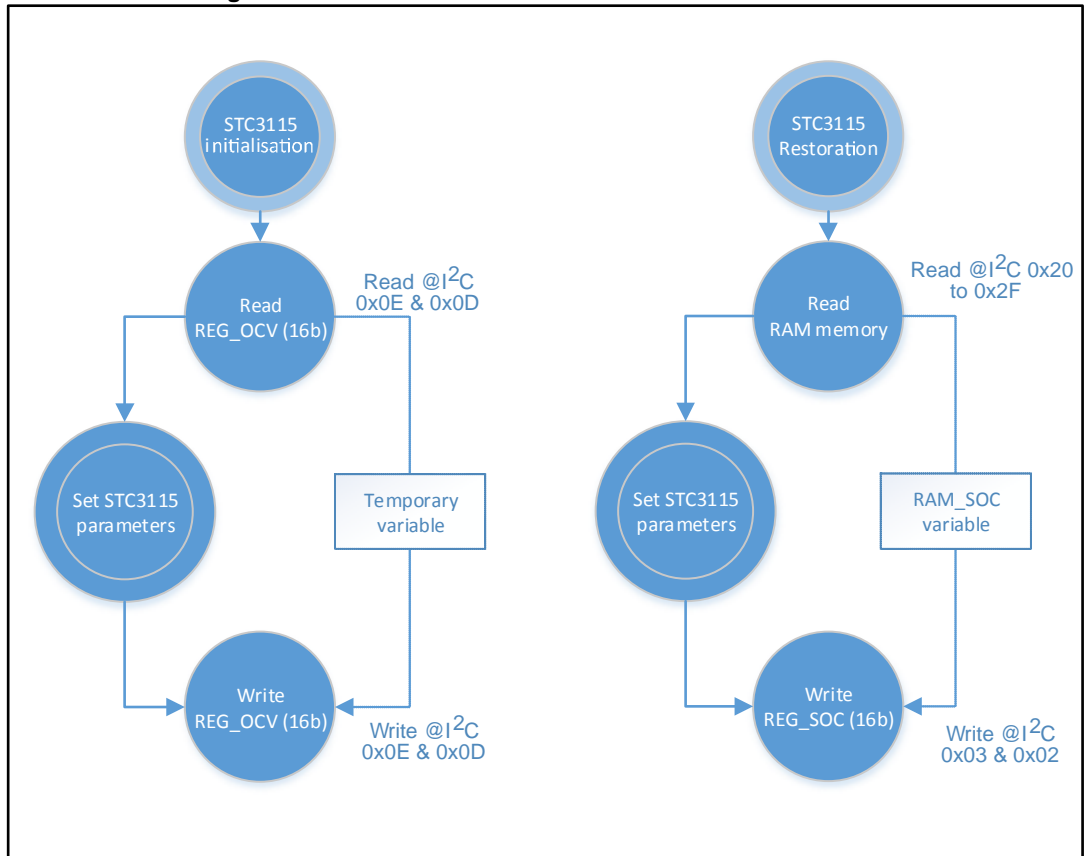 STC3115
initialisation
Read
REG_OCV (16b)
Read @I²C
0x0E & 0x0D
Set STC3115
parameters
Temporary
variable
Write
REG_OCV (16b)
Write @I²C
0x0E & 0x0D
STC3115
Restoration
Read
RAM memory
Read @I²C 0x20
to 0x2F
Set STC3115
parameters
RAM_SOC
variable
Write
REG_SOC (16b)
Write @I²C
0x03 & 0x02